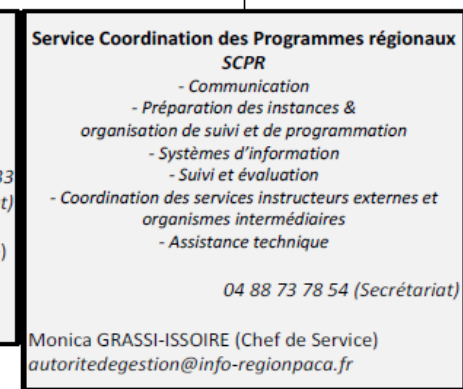 Service Coordination des Programmes régionaux
SCPR
- Communication
- Préparation des instances &
organisation de suivi et de programmation
- Systèmes d'information
- Suivi et évaluation
- Coordination des services instructeurs externes et
organismes intermédiaires
- Assistance technique
04 88 73 78 54 (Secrétariat)
Monica GRASSI-ISSOIRE (Chef de Service)
autoritedegestion@info-regionpaca.fr